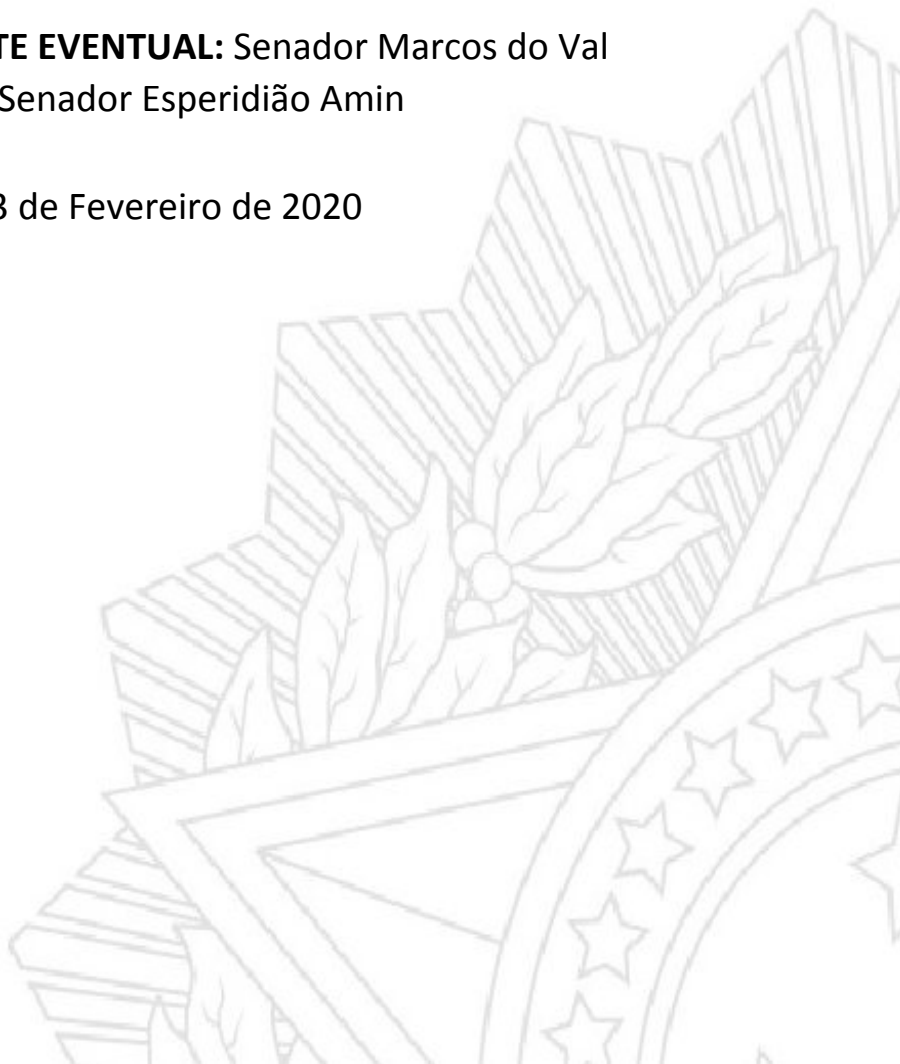 TE EVENTUAL: Senador Marcos do Val
Senador Esperidião Amin
3 de Fevereiro de 2020